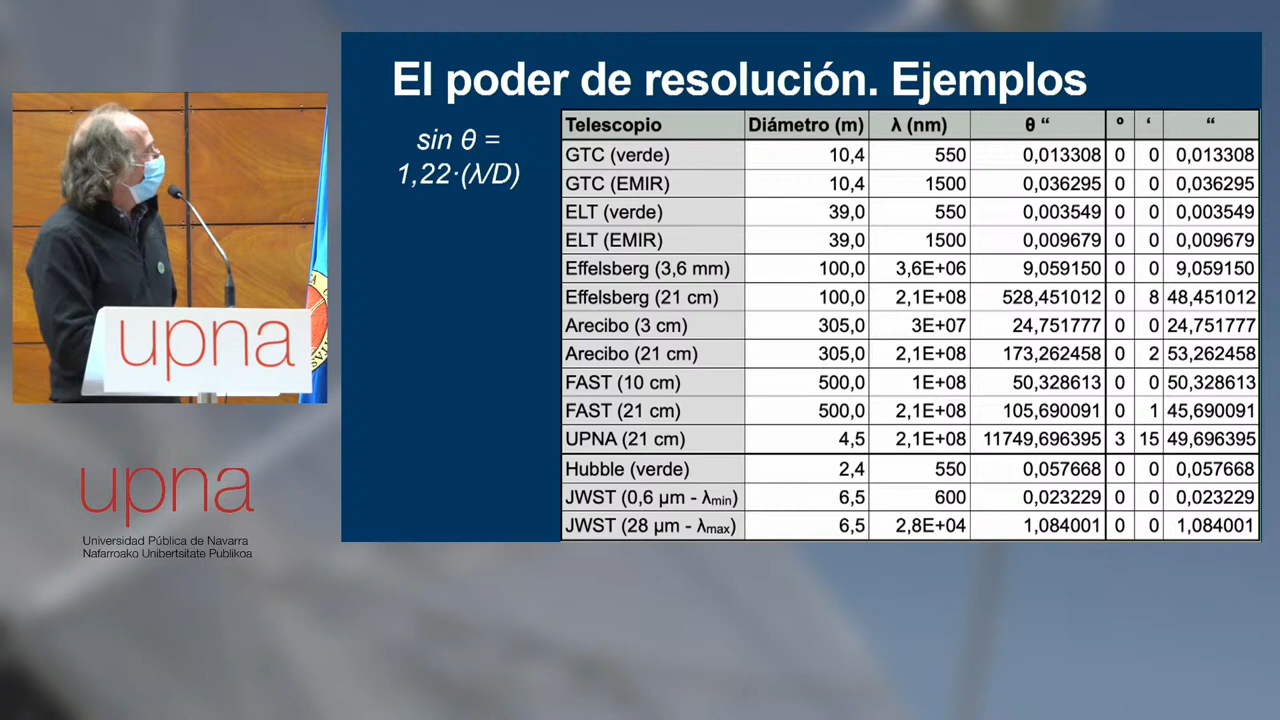 El poder de resolución. Ejemplos
sin θ =
1,22·(λ/D)
Telescopio Diámetro (m) λ (nm) θ “ º ‘ “
GTC (verde) 10,4 550 0,013308 0 0 0,013308
GTC (EMIR) 10,4 1500 0,036295 0 0 0,036295
ELT (verde) 39,0 550 0,003549 0 0 0,003549
ELT (EMIR) 39,0 1500 0,009679 0 0 0,009679
Effelsberg (3,6 mm) 100,0 3,6E+06 9,059150 0 0 9,059150
Effelsberg (21 cm) 100,0 2,1E+08 528,451012 0 8 48,451012
Arecibo (3 cm) 305,0 3E+07 24,751777 0 0 24,751777
Arecibo (21 cm) 305,0 2,1E+08 173,262458 0 2 53,262458
FAST (10 cm) 500,0 1E+08 50,328613 0 0 50,328613
FAST (21 cm) 500,0 2,1E+08 105,690091 0 1 45,690091
UPNA (21 cm) 4,5 2,1E+08 11749,696395 3 15 49,696395
Hubble (verde) 2,4 550 0,057668 0 0 0,057668
JWST (0,6 µm - λmin) 6,5 600 0,023229 0 0 0,023229
JWST (28 µm - λmax) 6,5 2,8E+04 1,084001 0 0 1,084001
upna
upna
Universidad Pública de Navarra
Nafarroako Unibertsitate Publikoa